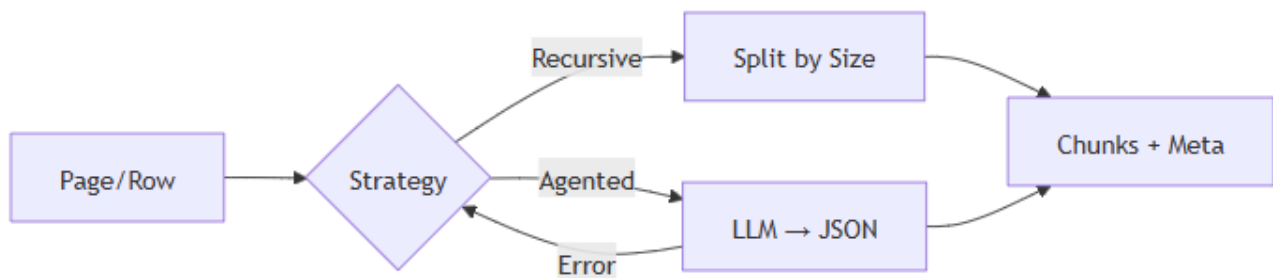 Page/Row
Strategy
Recursive
Split by Size
Agented
LLM → JSON
Error
Chunks + Meta